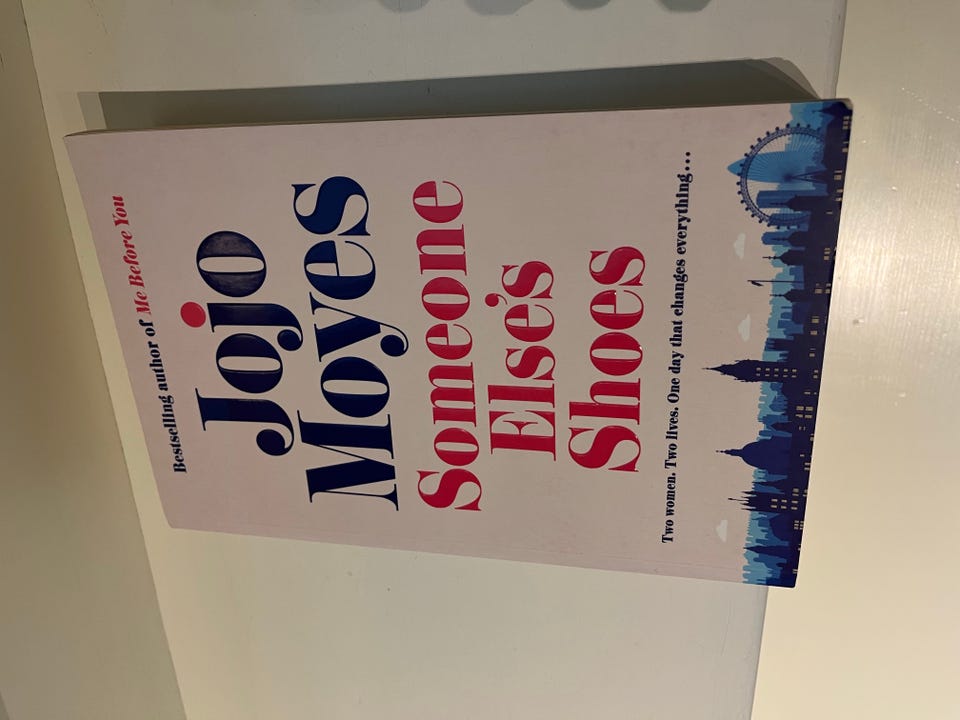 Bestselling author of Me Before You
Jojo
Moyes
Someone
Else's
Shoes
Two women. Two lives. One day that changes everything...